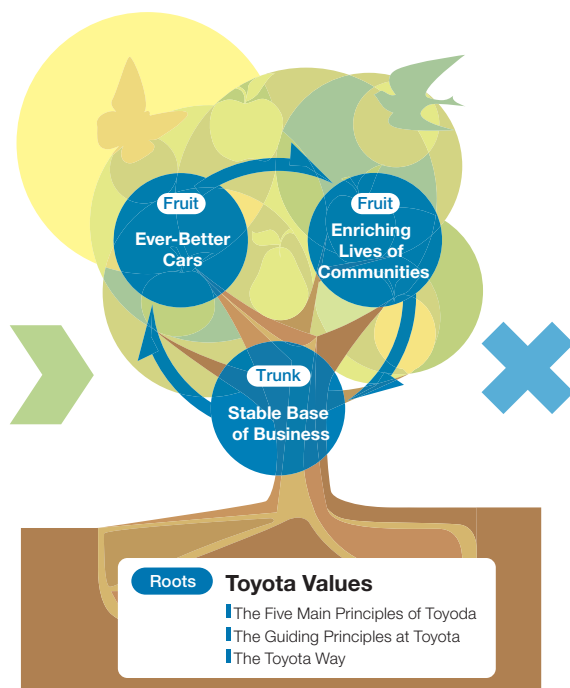 Fruit
Ever-Better
Cars
Fruit
Enriching
Lives of
Communities
Trunk
Stable Base
of Business
Roots
Toyota Values
The Five Main Principles of Toyoda
The Guiding Principles at Toyota
The Toyota Way